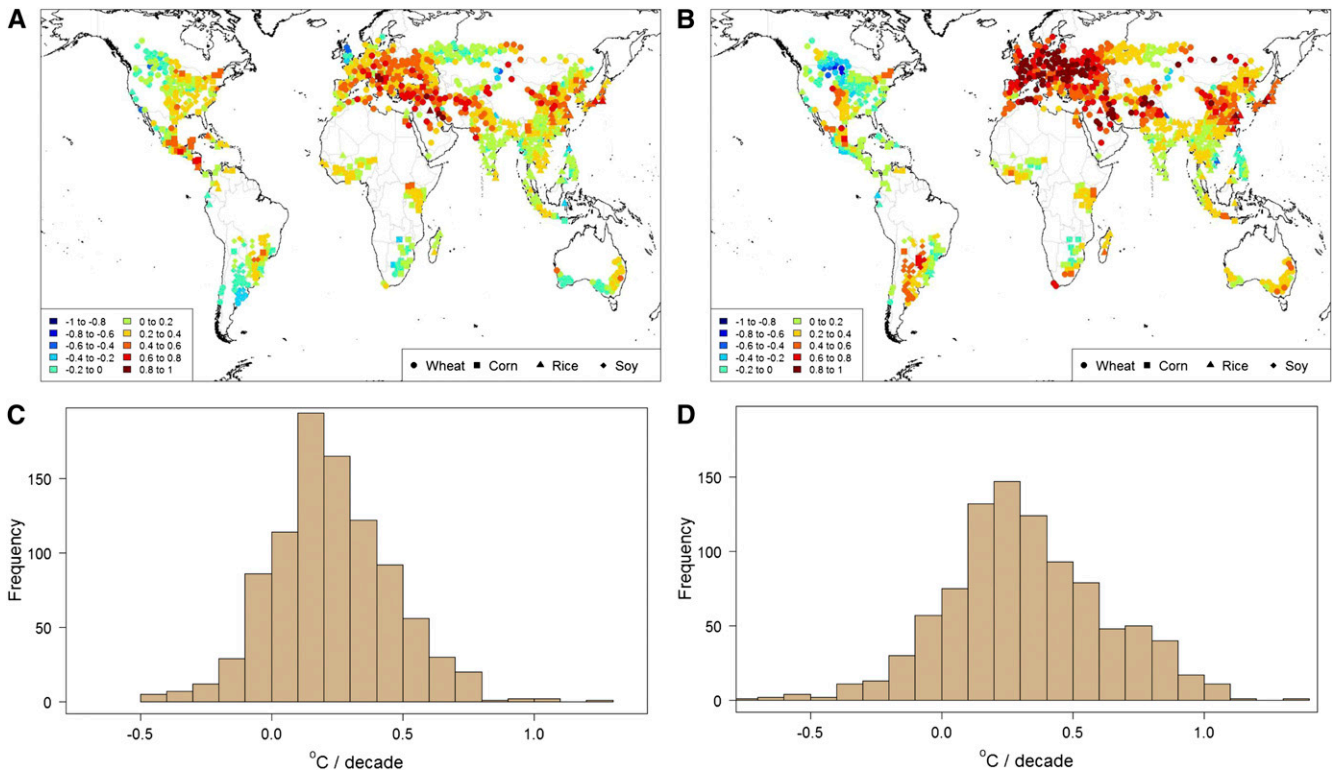 A
-1 to -0.8
-0.8 to -0.6
-0.6 to -0.4
-0.4 to -0.2
-0.2 to 0
0 to 0.2
0.2 to 0.4
0.4 to 0.6
0.6 to 0.8
0.8 to 1
Wheat Corn Rice Soy
B
-1 to -0.8
-0.8 to -0.6
-0.6 to -0.4
-0.4 to -0.2
-0.2 to 0
0 to 0.2
0.2 to 0.4
0.4 to 0.6
0.6 to 0.8
0.8 to 1
Wheat Corn Rice Soy
C
Frequency
150
100
50
0
-0.5 0.0 0.5 1.0
°C / decade
D
Frequency
150
100
50
0
-0.5 0.0 0.5 1.0
°C / decade